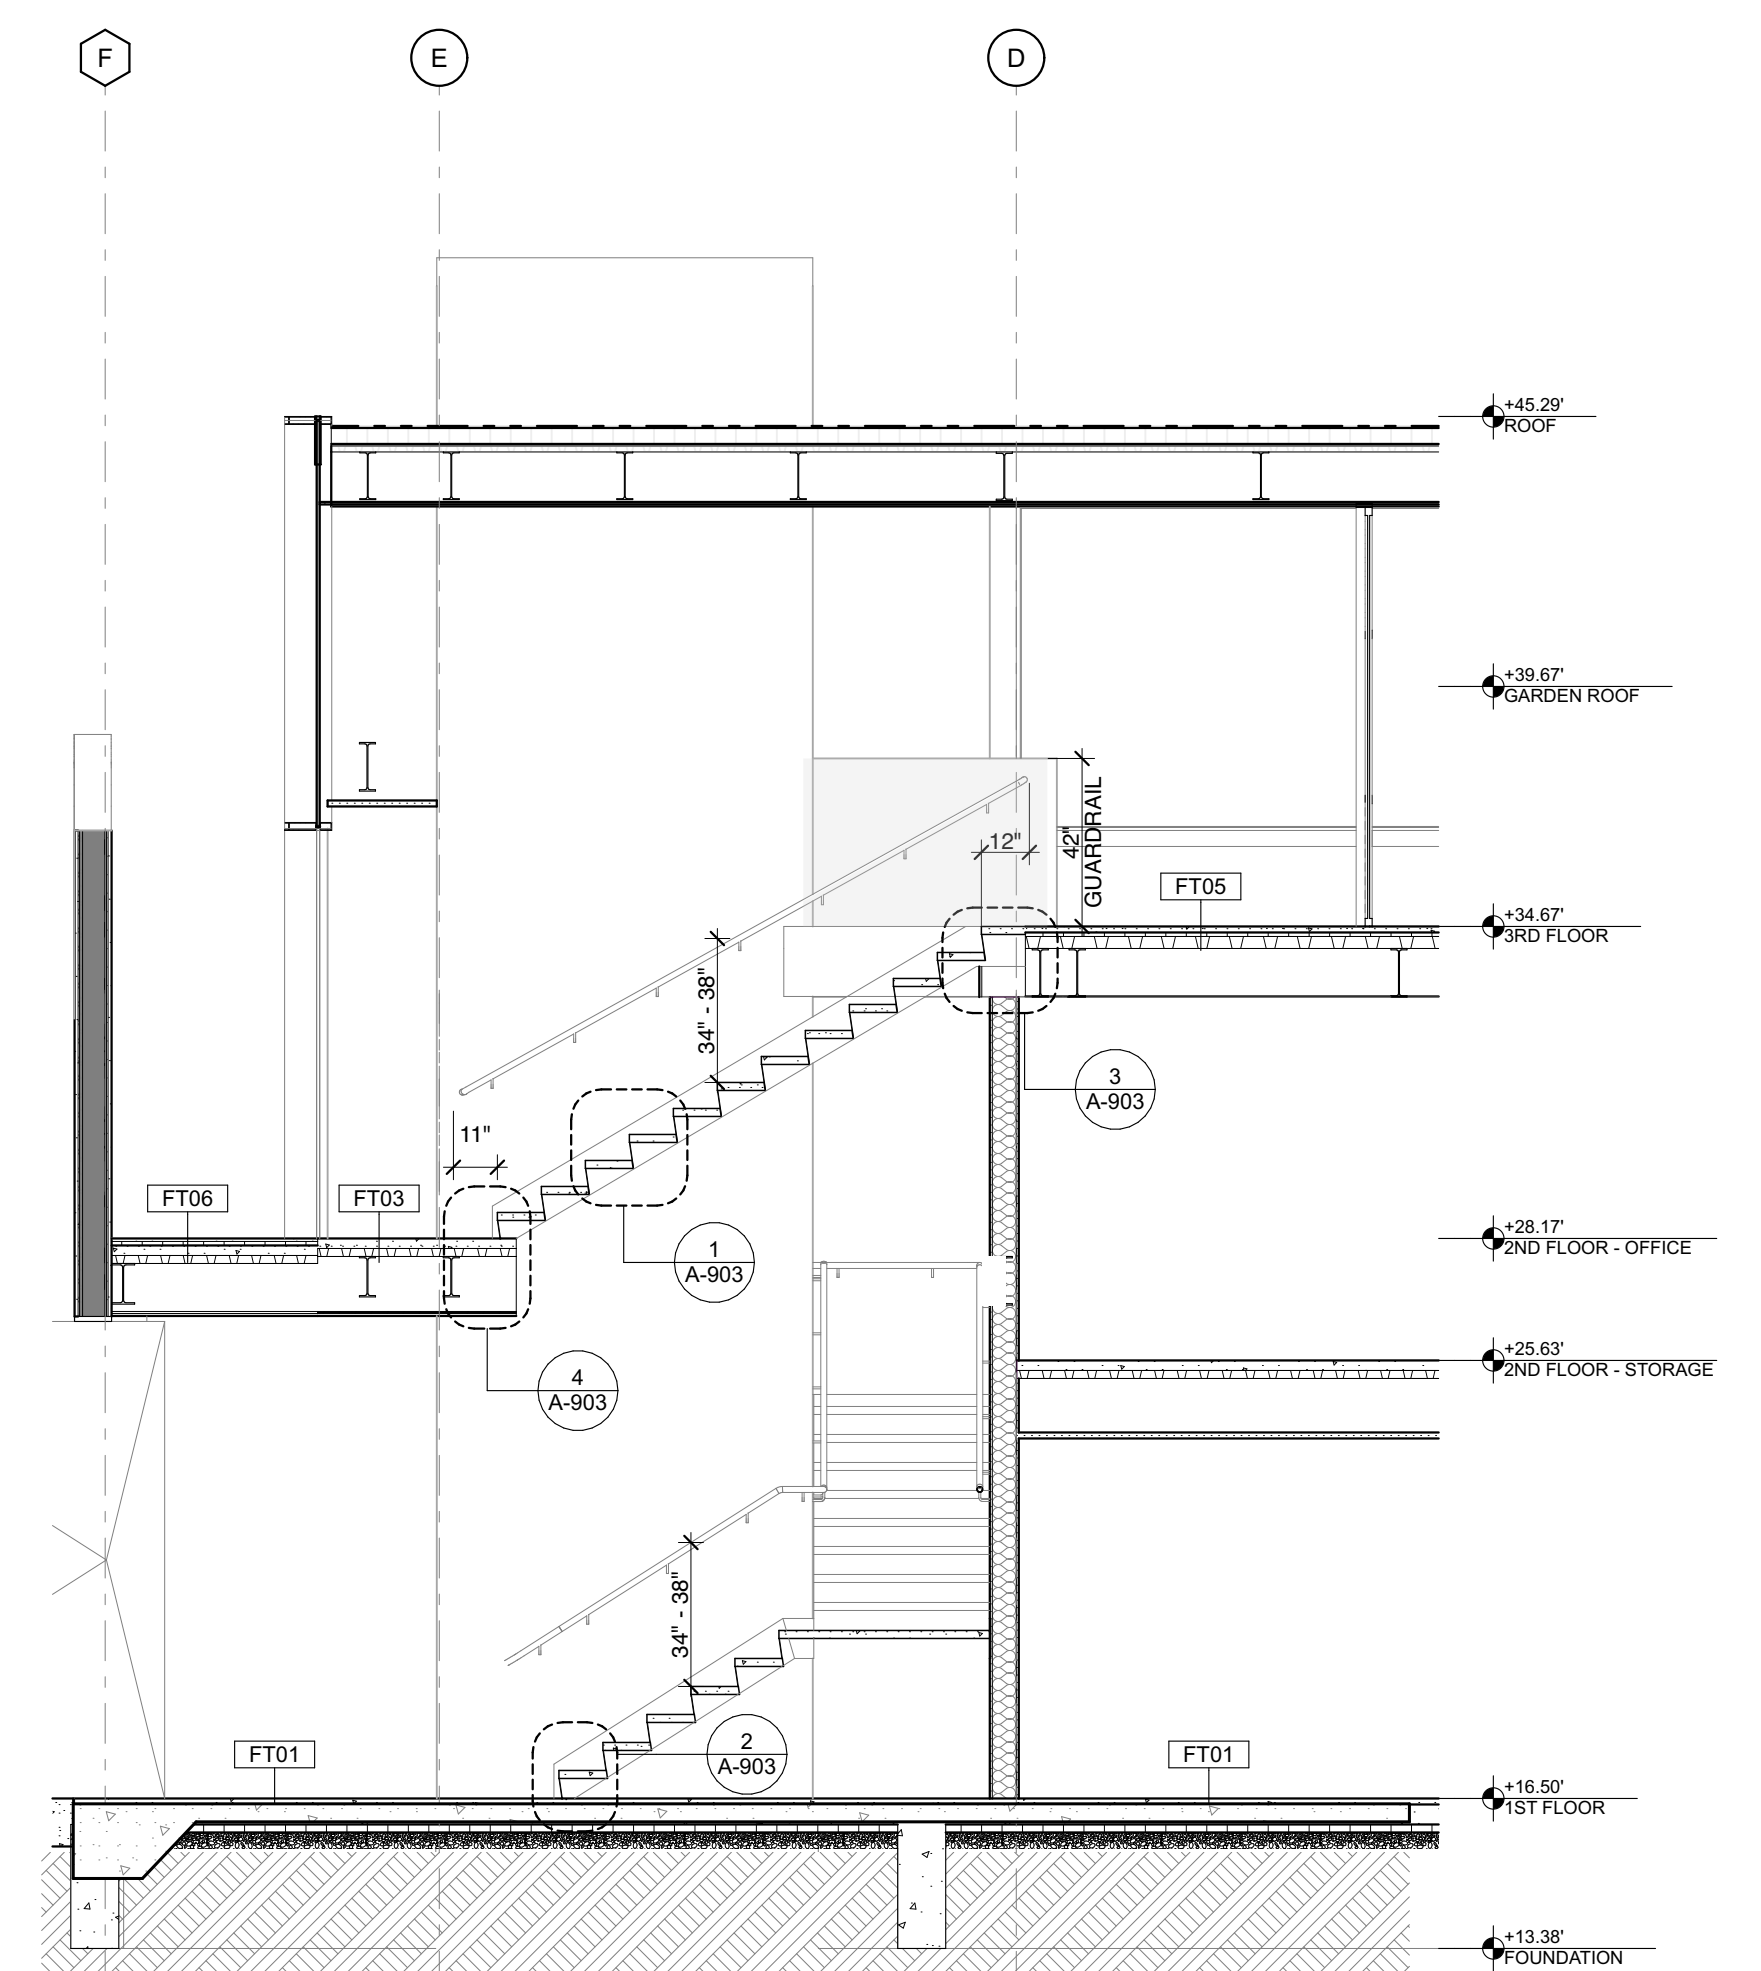 F
E
D
+45.29'
ROOF
+39.67'
GARDEN ROOF
42"
GUARDRAIL
12"
FT05
+34.67'
3RD FLOOR
34" - 38"
3
A-903
11"
FT06
FT03
1
A-903
+28.17'
2ND FLOOR - OFFICE
+25.63'
2ND FLOOR - STORAGE
4
A-903
34" - 38"
2
A-903
FT01
FT01
+16.50'
1ST FLOOR
+13.38'
FOUNDATION